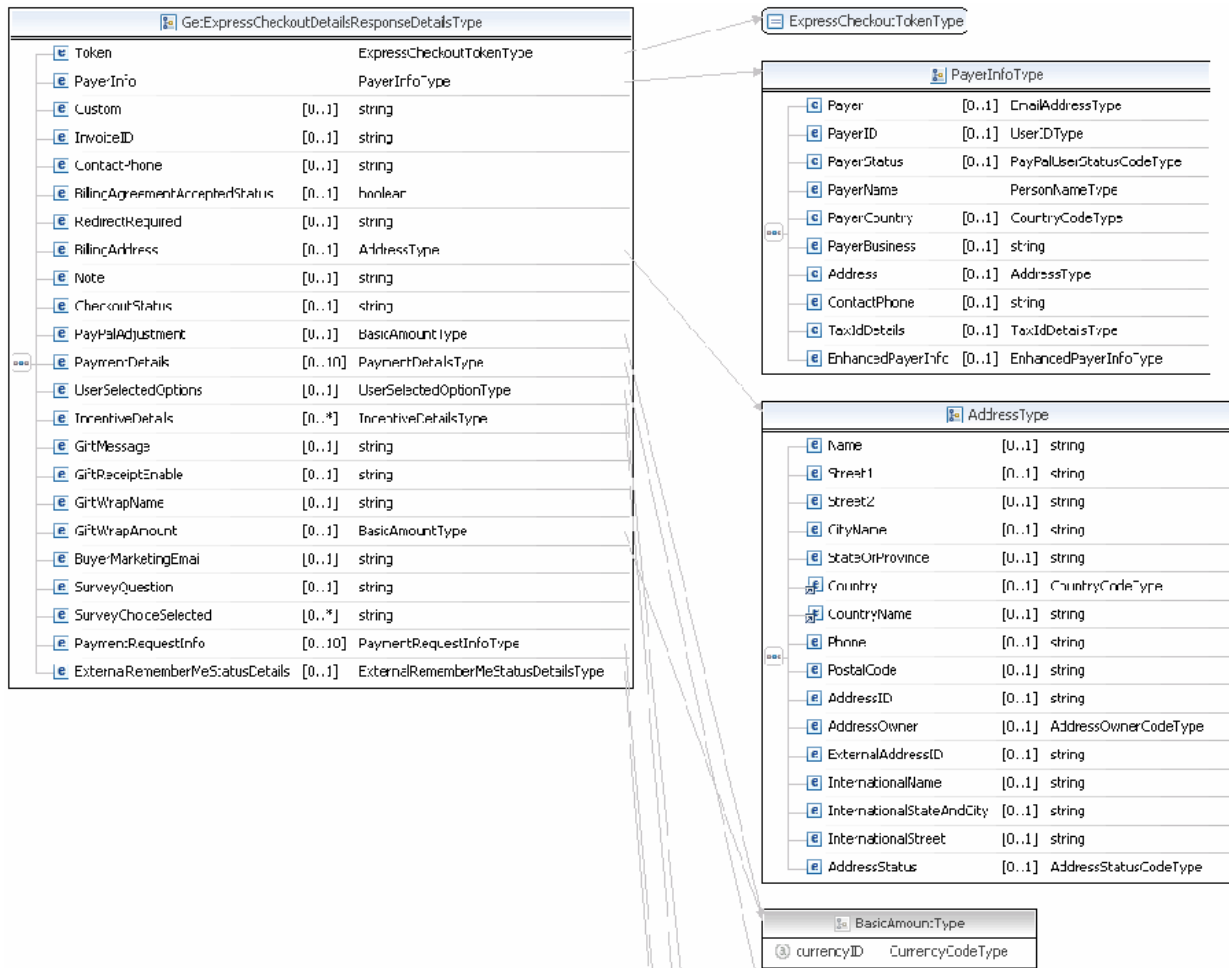 GetExpressCheckoutDetailsResponseDetailsType
e Token ExpressCheckoutTokenType
e PayerInfo PayerInfoType
e Custom [0..1] string
e InvoiceID [0..1] string
e ContactPhone [0..1] string
e BillingAgreementAcceptedStatus [0..1] boolean
e RedirectRequired [0..1] string
e BillingAddress [0..1] AddressType
e Note [0..1] string
e CheckoutStatus [0..1] string
e PayPalAdjustment [0..1] BasicAmountType
e PaymentDetails [0..10] PaymentDetailsType
e UserSelectedOptions [0..1] UserSelectedOptionType
e IncentiveDetails [0..*] IncentiveDetailsType
e GiftMessage [0..1] string
e GiftReceiptEnable [0..1] string
e GiftWrapName [0..1] string
e GiftWrapAmount [0..1] BasicAmountType
e BuyerMarketingEmail [0..1] string
e SurveyQuestion [0..1] string
e SurveyChoiceSelected [0..*] string
e PaymentRequestInfo [0..10] PaymentRequestInfoType
e ExternalRememberMeStatusDetails [0..1] ExternalRememberMeStatusDetailsType
ExpressCheckoutTokenType
PayerInfoType
e Payer [0..1] EmailAddressType
e PayerID [0..1] UserIDType
e PayerStatus [0..1] PayPalUserStatusCodeType
e PayerName PersonNameType
e PayerCountry [0..1] CountryCodeType
e PayerBusiness [0..1] string
e Address [0..1] AddressType
e ContactPhone [0..1] string
e TaxIdDetails [0..1] TaxIdDetailsType
e EnhancedPayerInfo [0..1] EnhancedPayerInfoType
AddressType
e Name [0..1] string
e Street1 [0..1] string
e Street2 [0..1] string
e CityName [0..1] string
e StateOrProvince [0..1] string
e Country [0..1] CountryCodeType
e CountryName [0..1] string
e Phone [0..1] string
e PostalCode [0..1] string
e AddressID [0..1] string
e AddressOwner [0..1] AddressOwnerCodeType
e ExternalAddressID [0..1] string
e InternationalName [0..1] string
e InternationalStateAndCity [0..1] string
e InternationalStreet [0..1] string
e AddressStatus [0..1] AddressStatusCodeType
BasicAmountType
a currencyID CurrencyCodeType